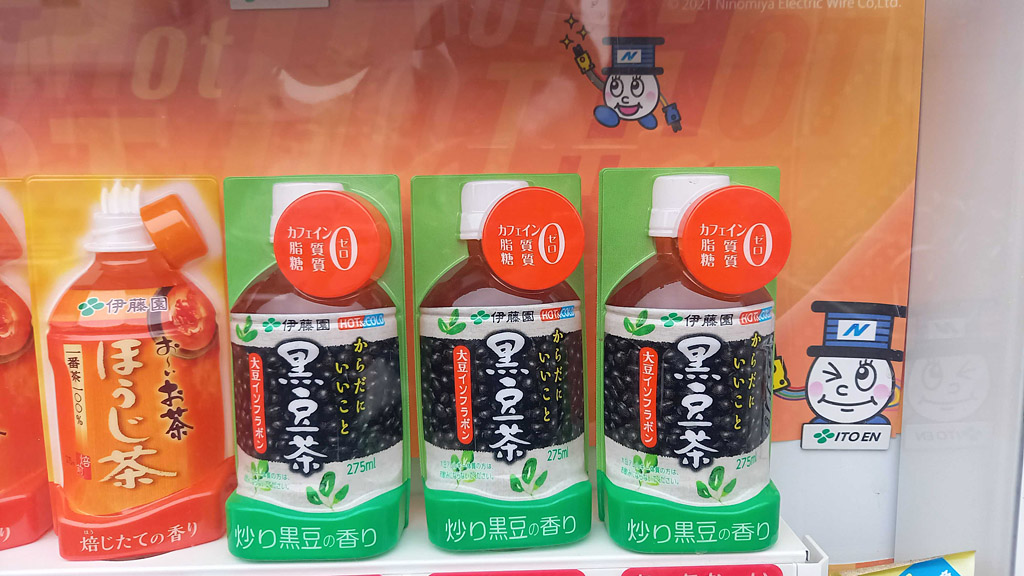 © 2021 Ninomiya Electric Wire Co.,Ltd.
Hot
N
伊藤園
お〜いお茶
ほうじ茶
一番茶100%
焙じたての香り
カフェイン
脂質
糖質
0
ゼロ
伊藤園
HOT&COLD
からだに
いいこと
黒豆茶
大豆イソフラボン
275ml
炒り黒豆の香り
カフェイン
脂質
糖質
0
ゼロ
伊藤園
HOT&COLD
からだに
いいこと
黒豆茶
大豆イソフラボン
275ml
炒り黒豆の香り
カフェイン
脂質
糖質
0
ゼロ
伊藤園
HOT&COLD
からだに
いいこと
黒豆茶
大豆イソフラボン
275ml
炒り黒豆の香り
N
ITO EN